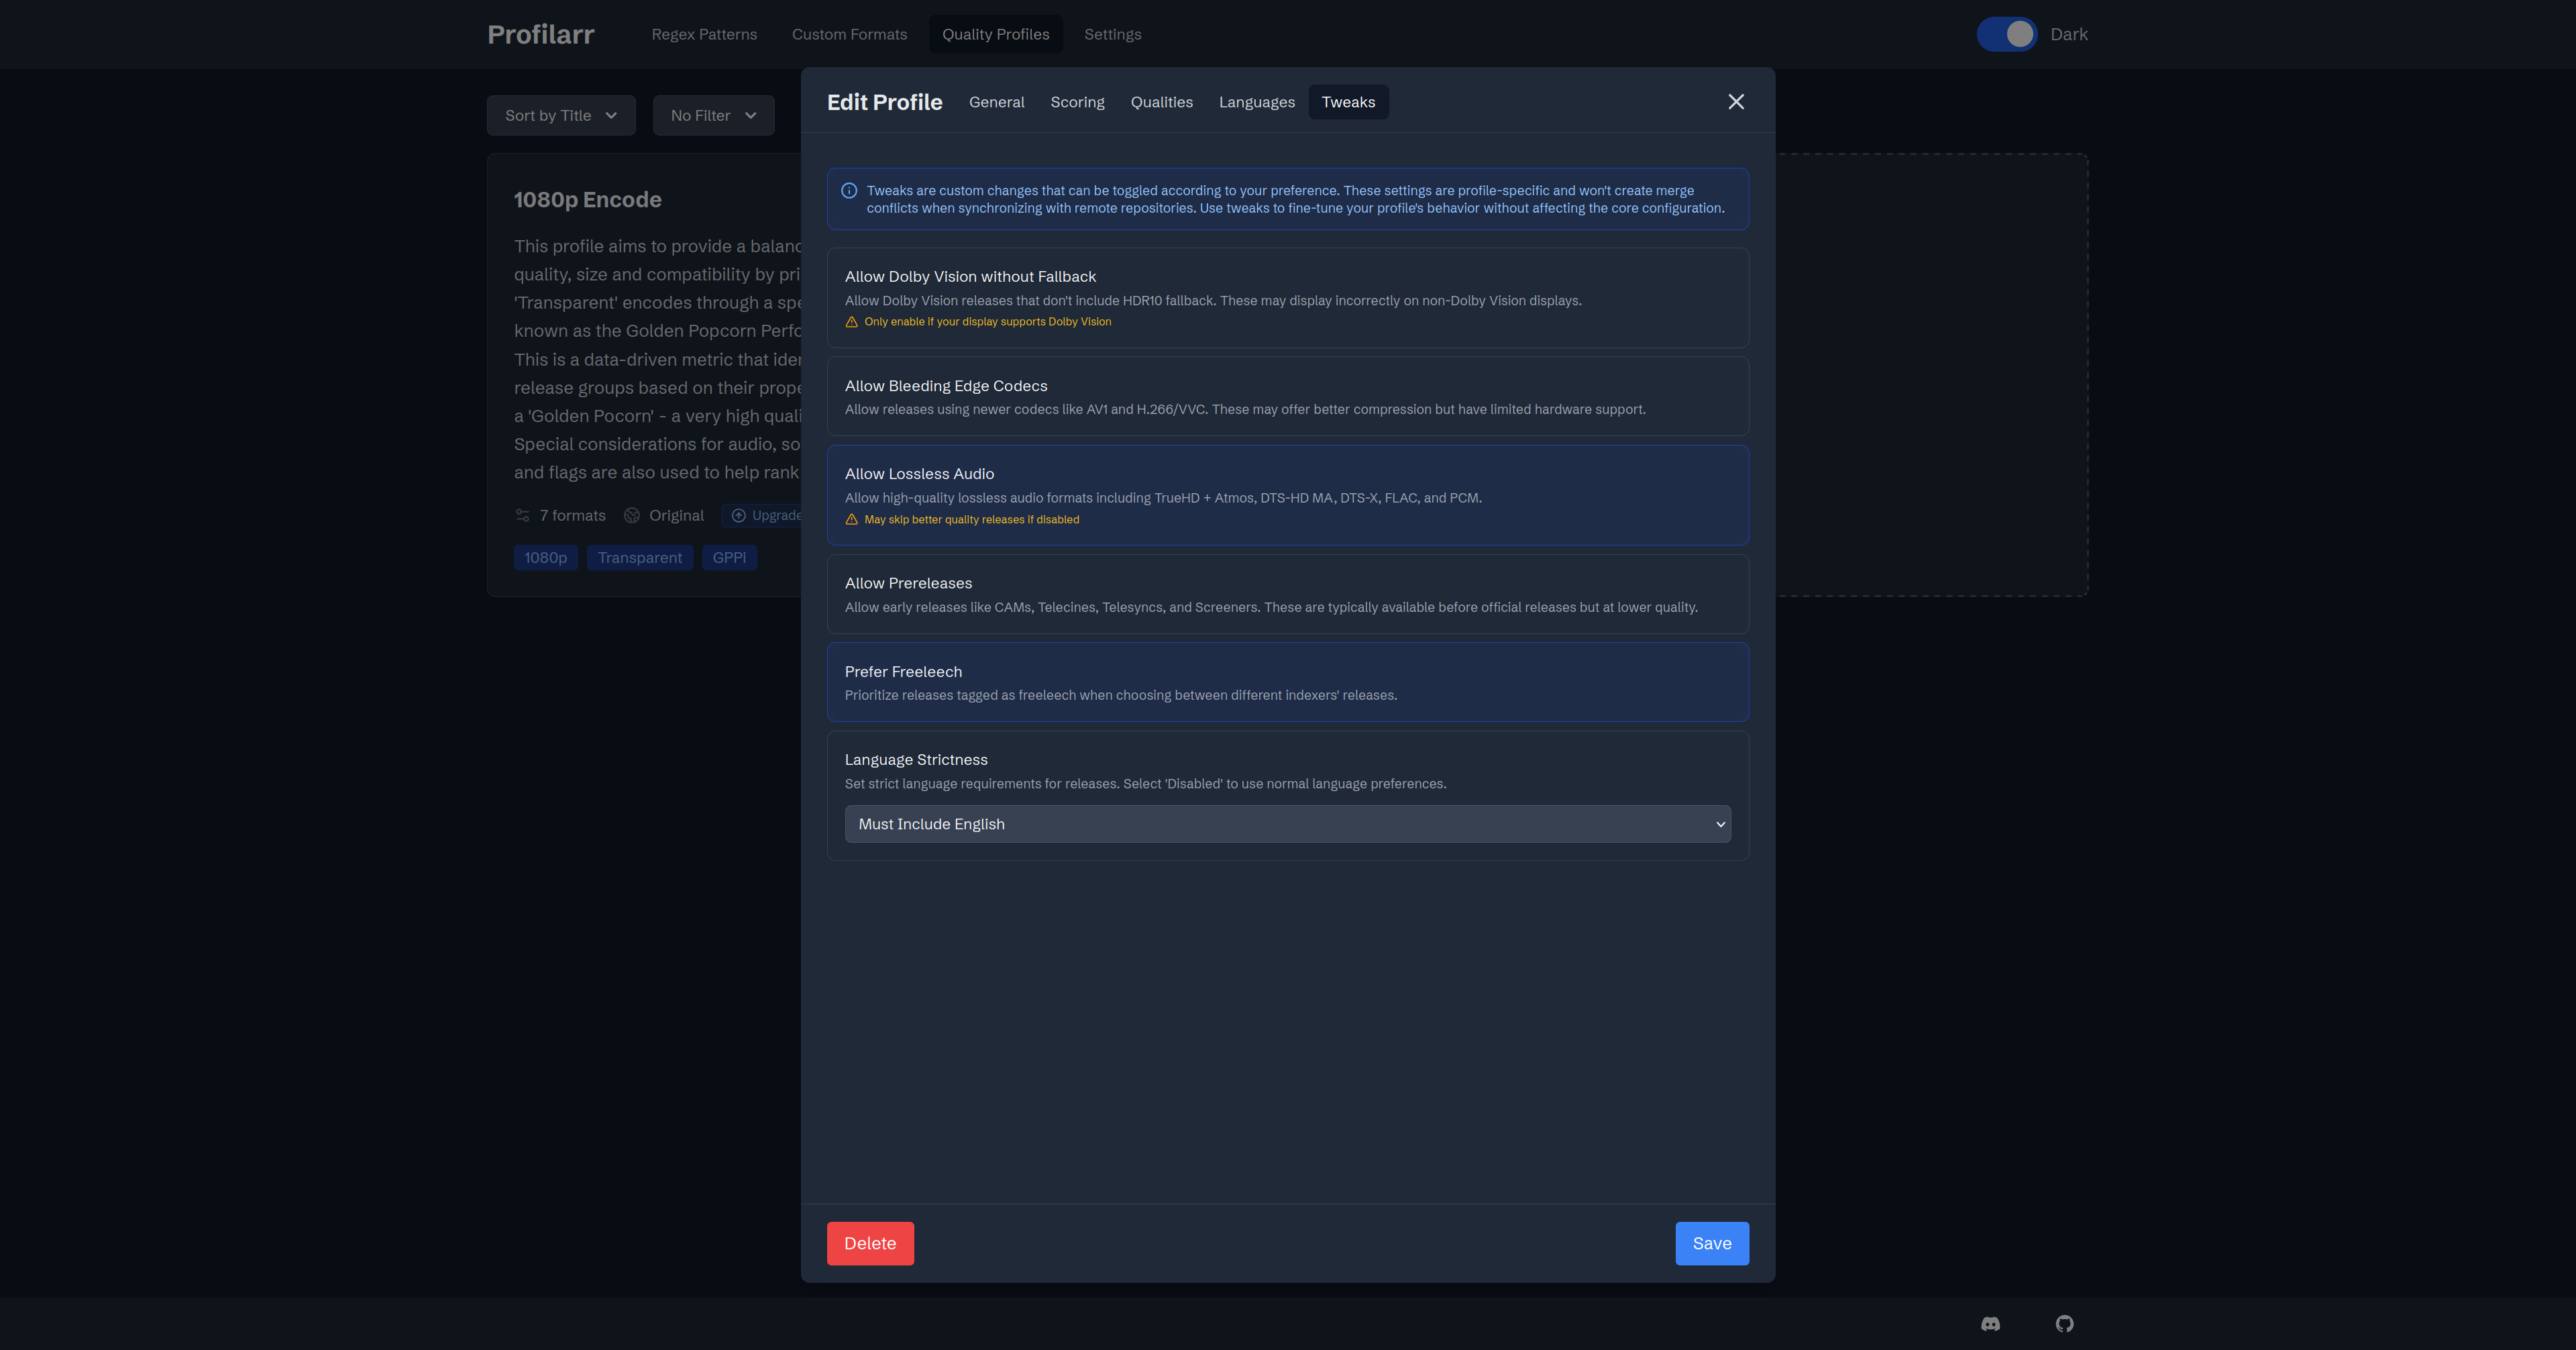 Profilarr
Regex Patterns
Custom Formats
Quality Profiles
Settings
Dark
Sort by Title
No Filter
1080p Encode
This profile aims to provide a balanc
quality, size and compatibility by pri
'Transparent' encodes through a spe
known as the Golden Popcorn Perfo
This is a data-driven metric that iden
release groups based on their prope
a 'Golden Pocorn' - a very high quali
Special considerations for audio, so
and flags are also used to help rank
7 formats
Original
Upgrade
1080p
Transparent
GPPi
Edit Profile
General
Scoring
Qualities
Languages
Tweaks
Tweaks are custom changes that can be toggled according to your preference. These settings are profile-specific and won't create merge
conflicts when synchronizing with remote repositories. Use tweaks to fine-tune your profile's behavior without affecting the core configuration.
Allow Dolby Vision without Fallback
Allow Dolby Vision releases that don't include HDR10 fallback. These may display incorrectly on non-Dolby Vision displays.
Only enable if your display supports Dolby Vision
Allow Bleeding Edge Codecs
Allow releases using newer codecs like AV1 and H.266/VVC. These may offer better compression but have limited hardware support.
Allow Lossless Audio
Allow high-quality lossless audio formats including TrueHD + Atmos, DTS-HD MA, DTS-X, FLAC, and PCM.
May skip better quality releases if disabled
Allow Prereleases
Allow early releases like CAMs, Telecines, Telesyncs, and Screeners. These are typically available before official releases but at lower quality.
Prefer Freeleech
Prioritize releases tagged as freeleech when choosing between different indexers' releases.
Language Strictness
Set strict language requirements for releases. Select 'Disabled' to use normal language preferences.
Must Include English
Delete
Save